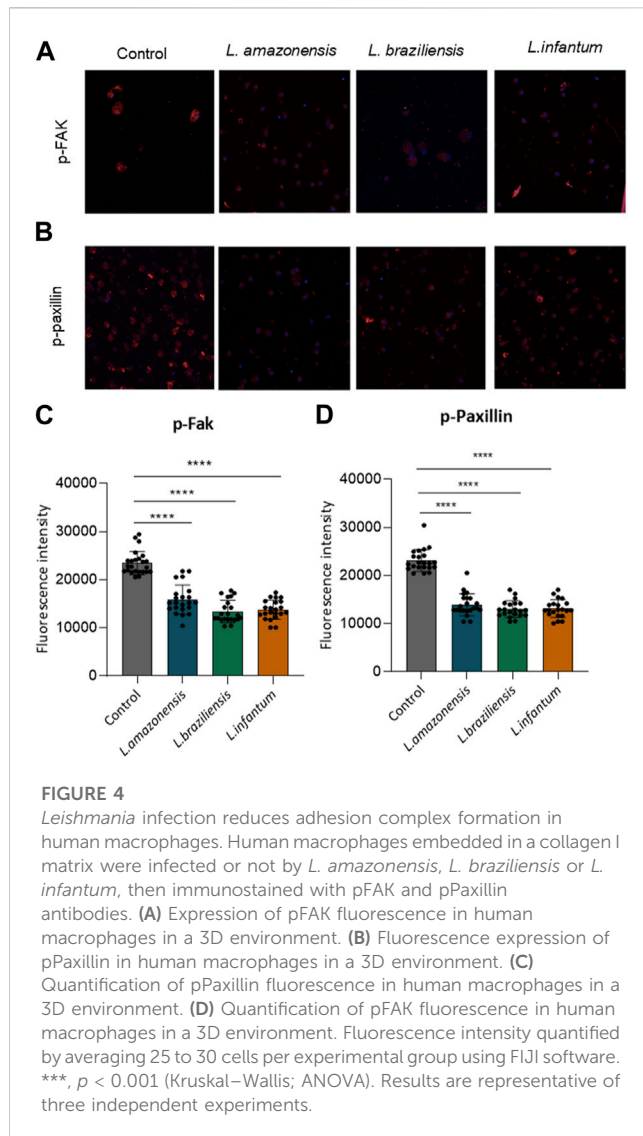 A
Control
L. amazonensis
L. braziliensis
L.infantum
p-FAK
B
p-paxillin
C
p-Fak
Fluorescence intensity
40000
30000
20000
10000
0
****
****
****
Control
L.amazonensis
L.braziliensis
L.infantum
D
p-Paxillin
Fluorescence intensity
40000
30000
20000
10000
0
****
****
****
Control
L.amazonensis
L.braziliensis
L.infantum
FIGURE 4
Leishmania infection reduces adhesion complex formation in
human macrophages. Human macrophages embedded in a collagen I
matrix were infected or not by L. amazonensis, L. braziliensis or L.
infantum, then immunostained with pFAK and pPaxillin
antibodies. (A) Expression of pFAK fluorescence in human
macrophages in a 3D environment. (B) Fluorescence expression of
pPaxillin in human macrophages in a 3D environment. (C)
Quantification of pPaxillin fluorescence in human macrophages in a
3D environment. (D) Quantification of pFAK fluorescence in human
macrophages in a 3D environment. Fluorescence intensity quantified
by averaging 25 to 30 cells per experimental group using FIJI software.
***, p < 0.001 (Kruskal–Wallis; ANOVA). Results are representative of
three independent experiments.